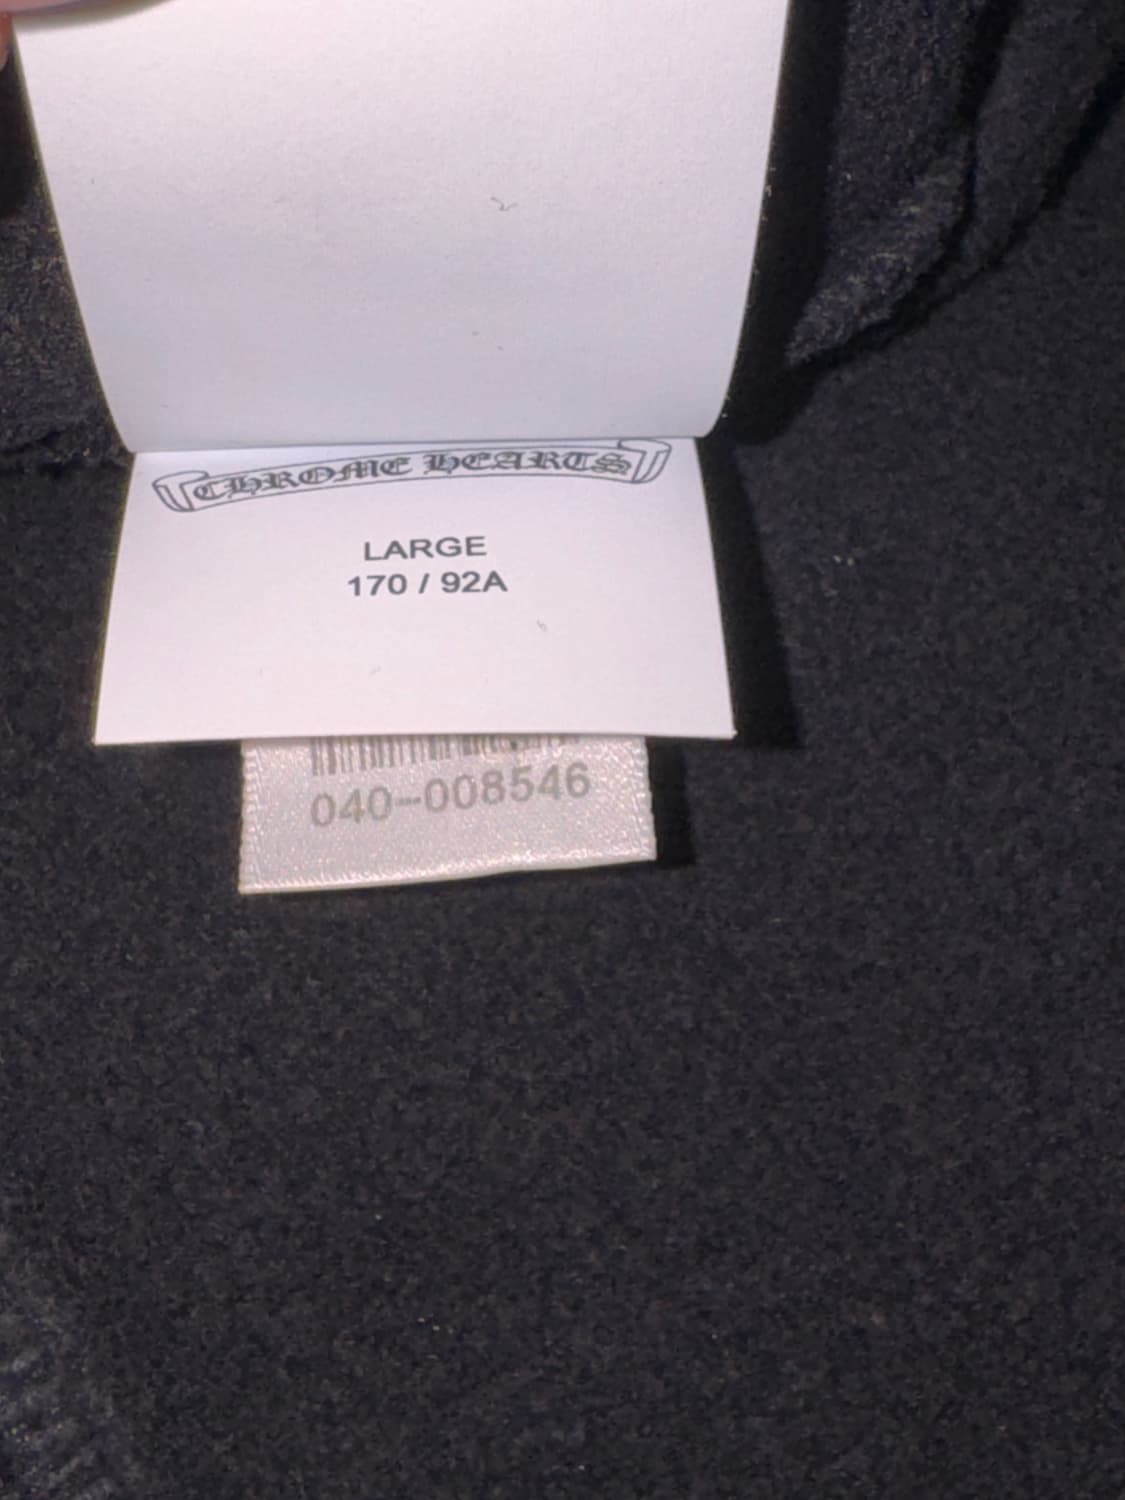 CHROME HEARTS
LARGE
170 / 92A
040-008546